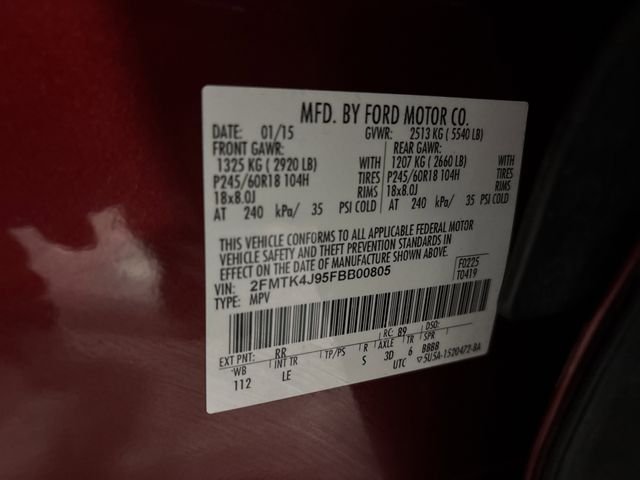 MFD. BY FORD MOTOR CO.
DATE: 01/15 GVWR: 2513 KG ( 5540 LB)
FRONT GAWR: REAR GAWR:
1325 KG ( 2920 LB) WITH 1207 KG ( 2660 LB) WITH
P245/60R18 104H TIRES P245/60R18 104H TIRES
18x8.0J RIMS 18x8.0J RIMS
AT 240 kPa/ 35 PSI COLD AT 240 kPa/ 35 PSI COLD
THIS VEHICLE CONFORMS TO ALL APPLICABLE FEDERAL MOTOR
VEHICLE SAFETY AND THEFT PREVENTION STANDARDS IN
EFFECT ON THE DATE OF MANUFACTURE SHOWN ABOVE.
VIN: 2FMTK4J95FBB00805 F0225
TYPE: MPV T0419
EXT PNT: RR RC: 89 DSO:
WB INT TR TP/PS R AXLE TR SPR
112 LE S 3D 6 BBBB
UTC ▽5U5A-1520472-BA